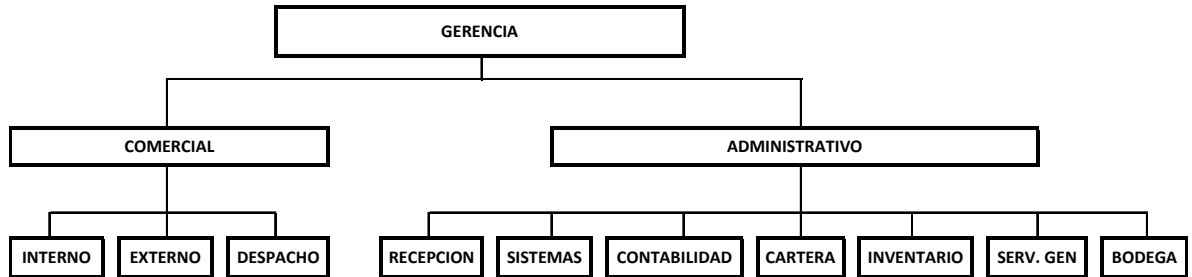 GERENCIA
COMERCIAL
ADMINISTRATIVO
INTERNO
EXTERNO
DESPACHO
RECEPCION
SISTEMAS
CONTABILIDAD
CARTERA
INVENTARIO
SERV. GEN
BODEGA